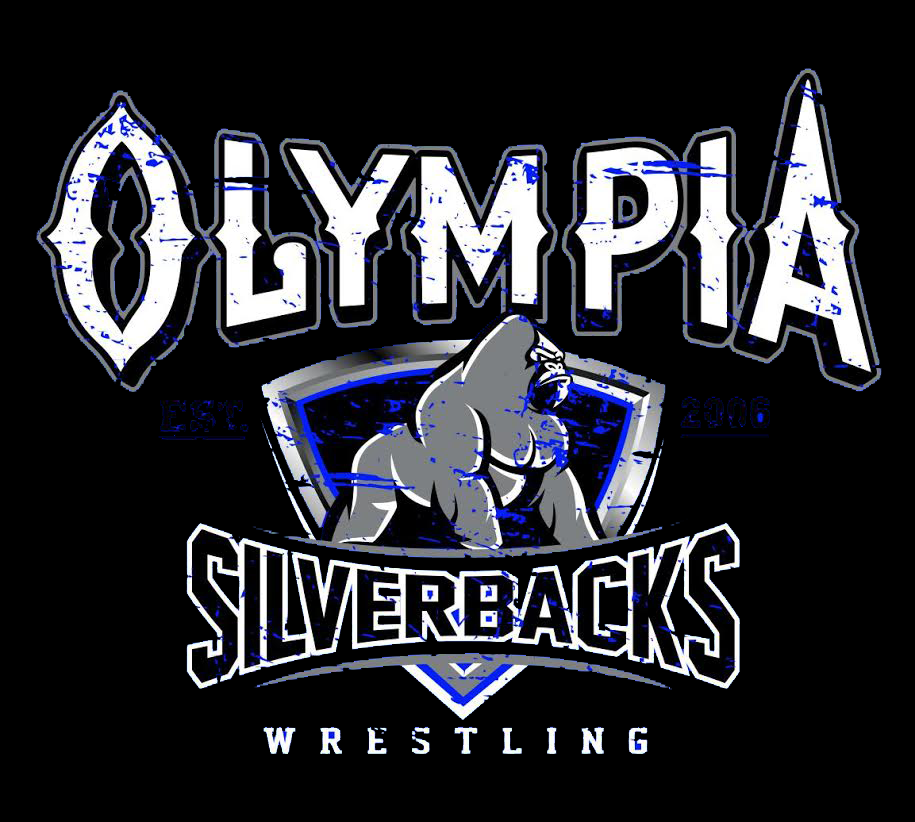 OLYMPIA
EST. 2006
SILVERBACKS
WRESTLING